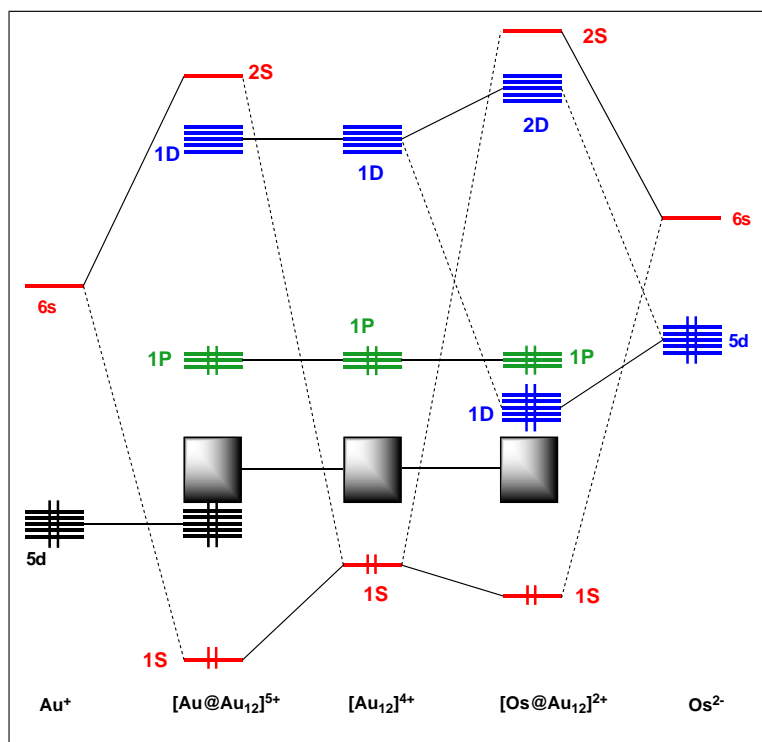 2S
2S
1D
1D
2D
6s
6s
1P
1P
1P
5d
1D
5d
1S
1S
1S
Au⁺
[Au@Au₁₂]⁵⁺
[Au₁₂]⁴⁺
[Os@Au₁₂]²⁺
Os²⁻